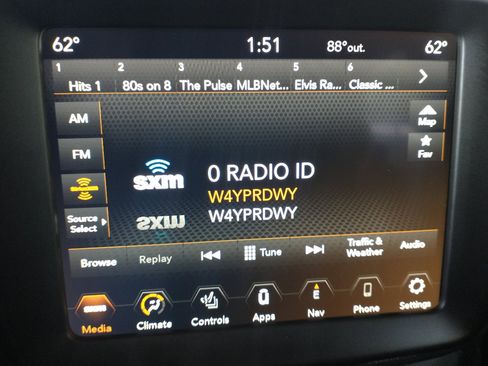 62° 1:51 88°out. 62°
1 2 3 4 5 6
Hits 1 80s on 8 The Pulse MLBNet... Elvis Ra... Classic ...
AM
Map
FM
Fav
sxm
0 RADIO ID
W4YPRDWY
W4YPRDWY
SiriusXM
Source
Select
Browse Replay Tune Traffic &
Weather Audio
Media Climate Controls Apps E Nav Phone Settings